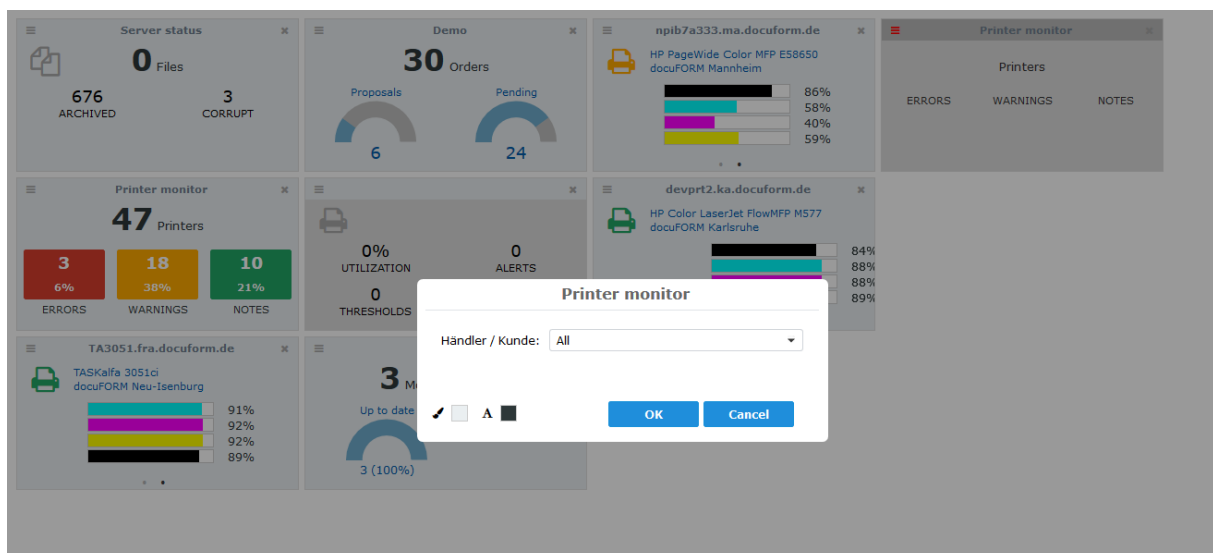 Server status
0 Files
676
ARCHIVED
3
CORRUPT
Demo
30 Orders
Proposals
6
Pending
24
npib7a333.ma.docuform.de
HP PageWide Color MFP E58650
docuFORM Mannheim
86%
58%
40%
59%
Printer monitor
Printers
ERRORS WARNINGS NOTES
Printer monitor
47 Printers
3 18 10
6% 38% 21%
ERRORS WARNINGS NOTES
0%
UTILIZATION
0
ALERTS
0
THRESHOLDS
devprt2.ka.docuform.de
HP Color LaserJet FlowMFP M577
docuFORM Karlsruhe
84%
88%
88%
89%
TA3051.fra.docuform.de
TASKalfa 3051ci
docuFORM Neu-Isenburg
91%
92%
92%
89%
3
Up to date
3 (100%)
Printer monitor
Händler / Kunde: All
A
OK Cancel